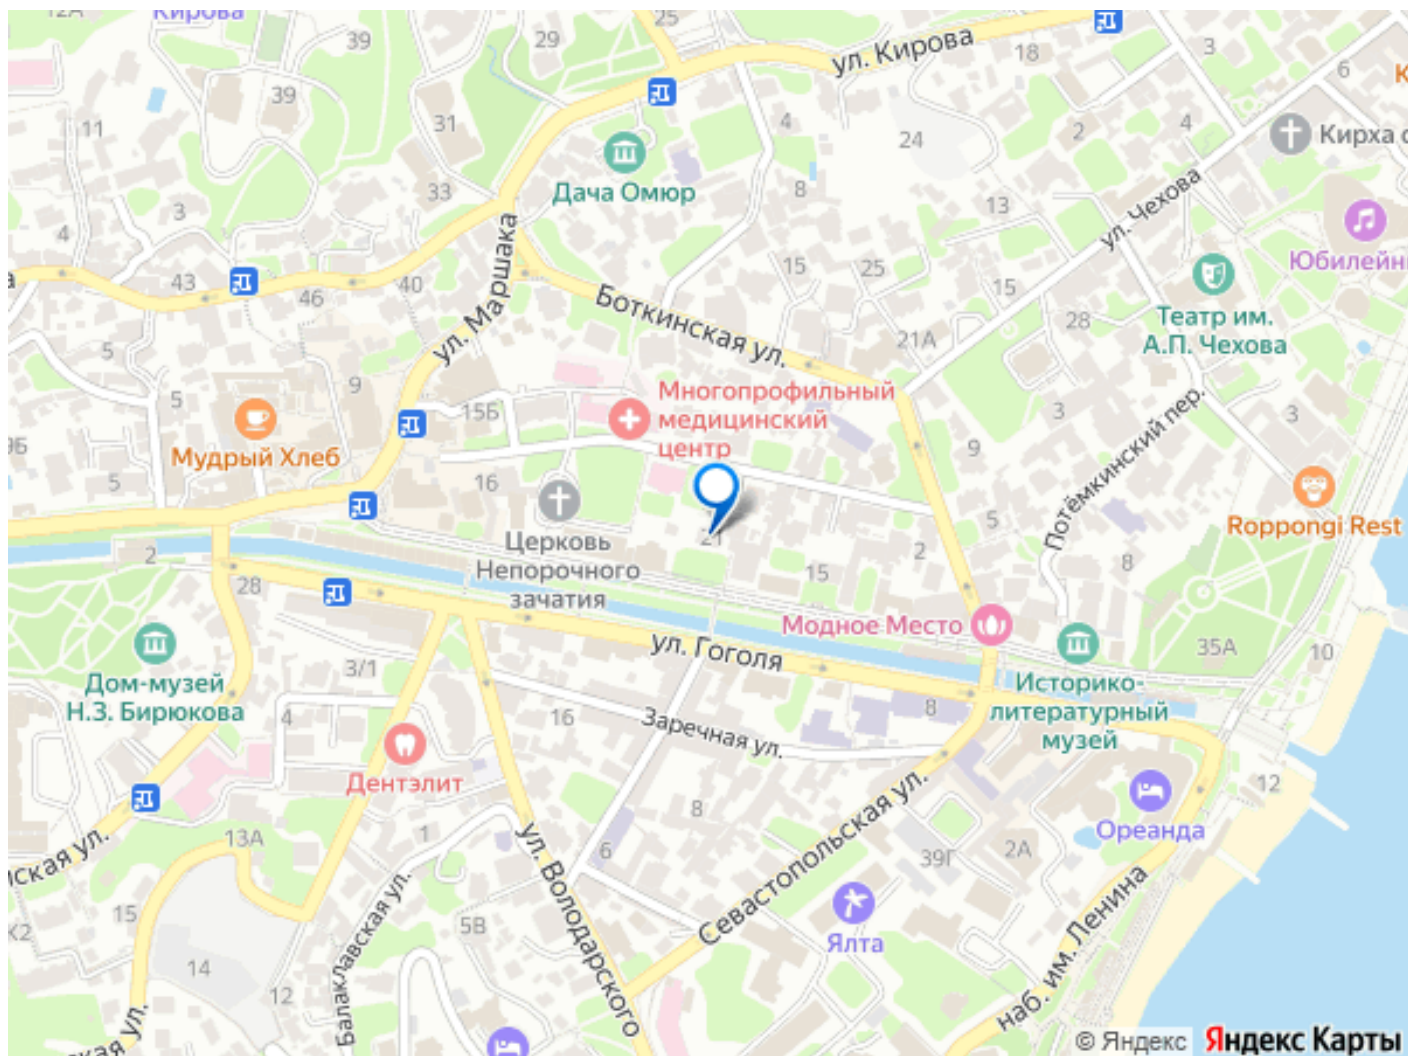 12А
Кирова
25
39
29
ул. Кирова
18
3
6
39
11
31
4
24
2
4
Кирха с
33
Дача Омюр
8
3
4
13
ул. Чехова
ул. Маршака
15
25
Юбилейн
43
46
40
Боткинская ул.
15
28
Театр им.
А.П. Чехова
21А
5
9
5
15Б
Многопрофильный
медицинский
центр
3
Потёмкинский пер.
3
9Б
Мудрый Хлеб
9
5
16
Roppongi Rest
5
21
Церковь
Непорочного
зачатия
2
2
15
28
Модное Место
ул. Гоголя
35А
10
3/1
Дом-музей
Н.З. Бирюкова
Историко-
литературный
музей
4
16
Заречная ул.
8
Дентэлит
12
8
Ореанда
13А
1
ул. Володарского
6
Севастопольская ул.
39Г
2А
нская ул.
15
Балаклавская ул.
5В
Ялта
наб. им. Ленина
14
12
© Яндекс Яндекс Карты